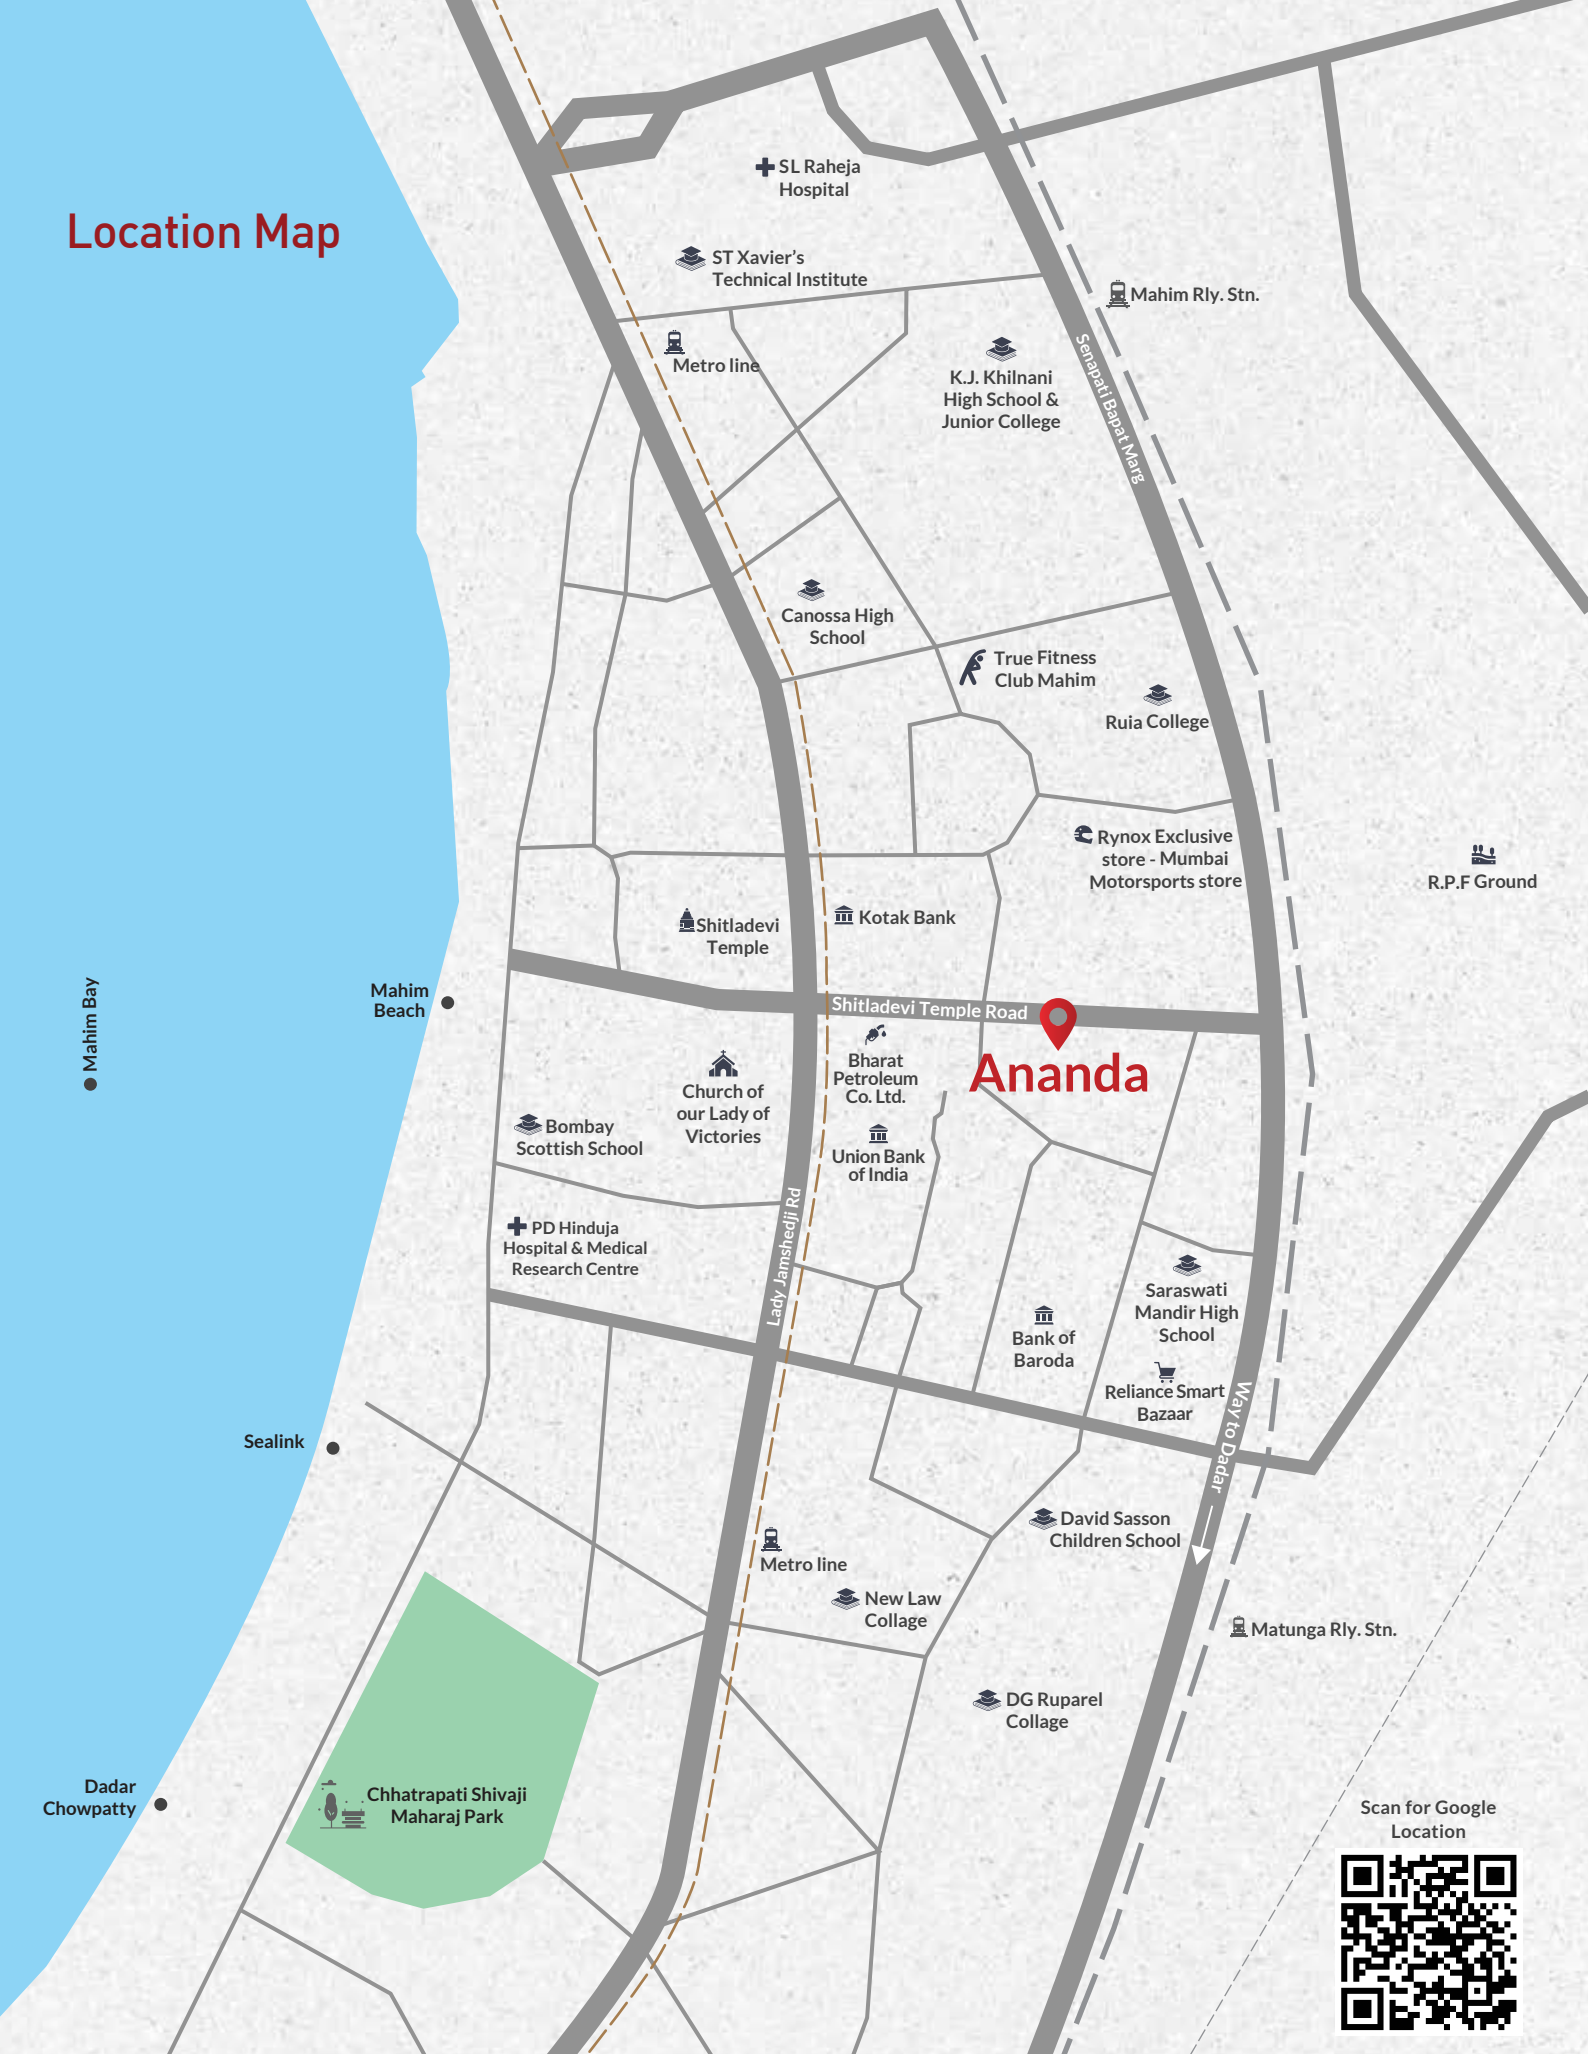 Location Map
SL Raheja
Hospital
ST Xavier's
Technical Institute
Mahim Rly. Stn.
Metro line
K.J. Khilnani
High School &
Junior College
Senapati Bapat Marg
Canossa High
School
True Fitness
Club Mahim
Ruia College
Rynox Exclusive
store - Mumbai
Motorsports store
R.P.F Ground
Shitladevi
Temple
Kotak Bank
Mahim Bay
Mahim
Beach
Shitladevi Temple Road
Ananda
Bharat
Petroleum
Co. Ltd.
Church of
our Lady of
Victories
Bombay
Scottish School
Union Bank
of India
PD Hinduja
Hospital & Medical
Research Centre
Lady Jamshedji Rd
Saraswati
Mandir High
School
Bank of
Baroda
Reliance Smart
Bazaar
Way to Dadar
Sealink
David Sasson
Children School
Metro line
New Law
Collage
Matunga Rly. Stn.
DG Ruparel
Collage
Dadar
Chowpatty
Chhatrapati Shivaji
Maharaj Park
Scan for Google
Location